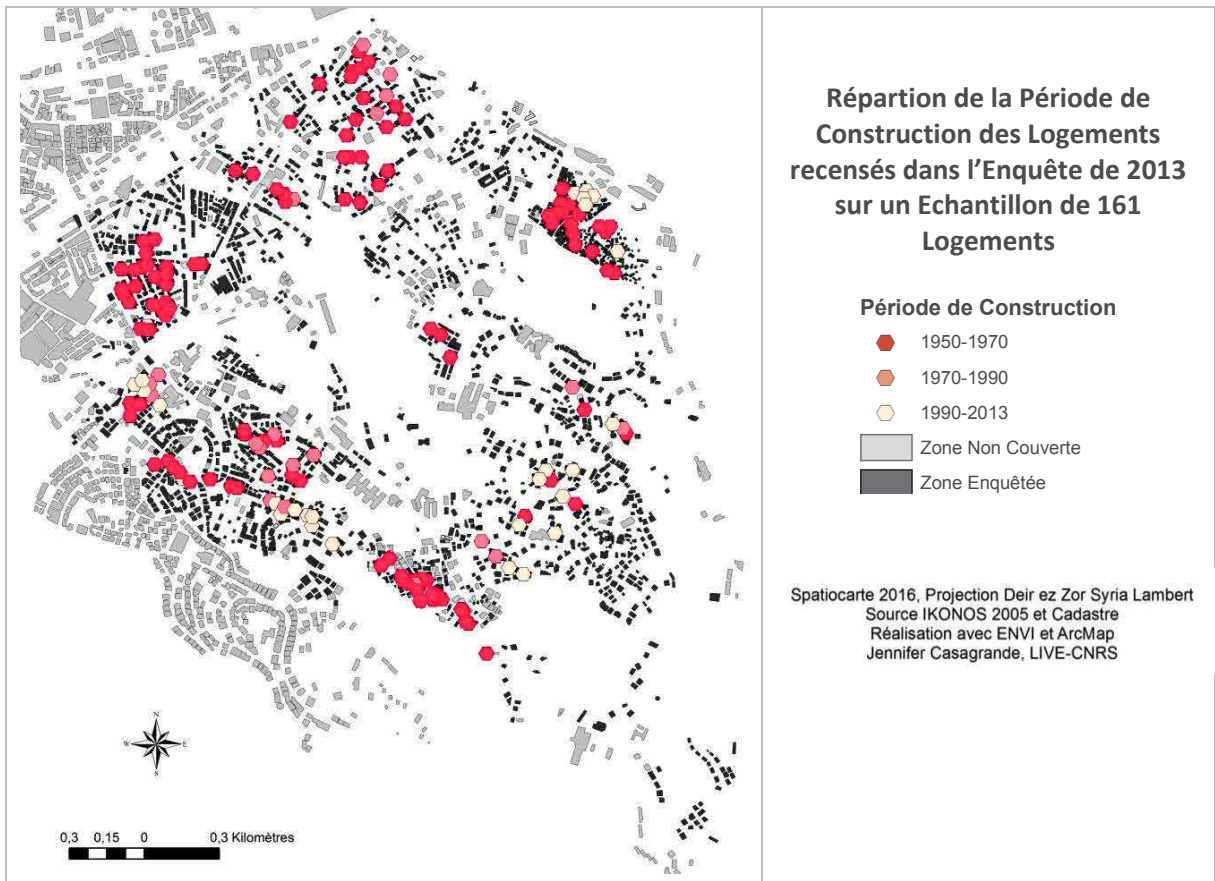 Répartion de la Période de
Construction des Logements
recensés dans l'Enquête de 2013
sur un Echantillon de 161
Logements
Période de Construction
1950-1970
1970-1990
1990-2013
Zone Non Couverte
Zone Enquêtée
Spatiocarte 2016, Projection Deir ez Zor Syria Lambert
Source IKONOS 2005 et Cadastre
Réalisation avec ENVI et ArcMap
Jennifer Casagrande, LIVE-CNRS
N
W E
S
0,3 0,15 0 0,3 Kilomètres